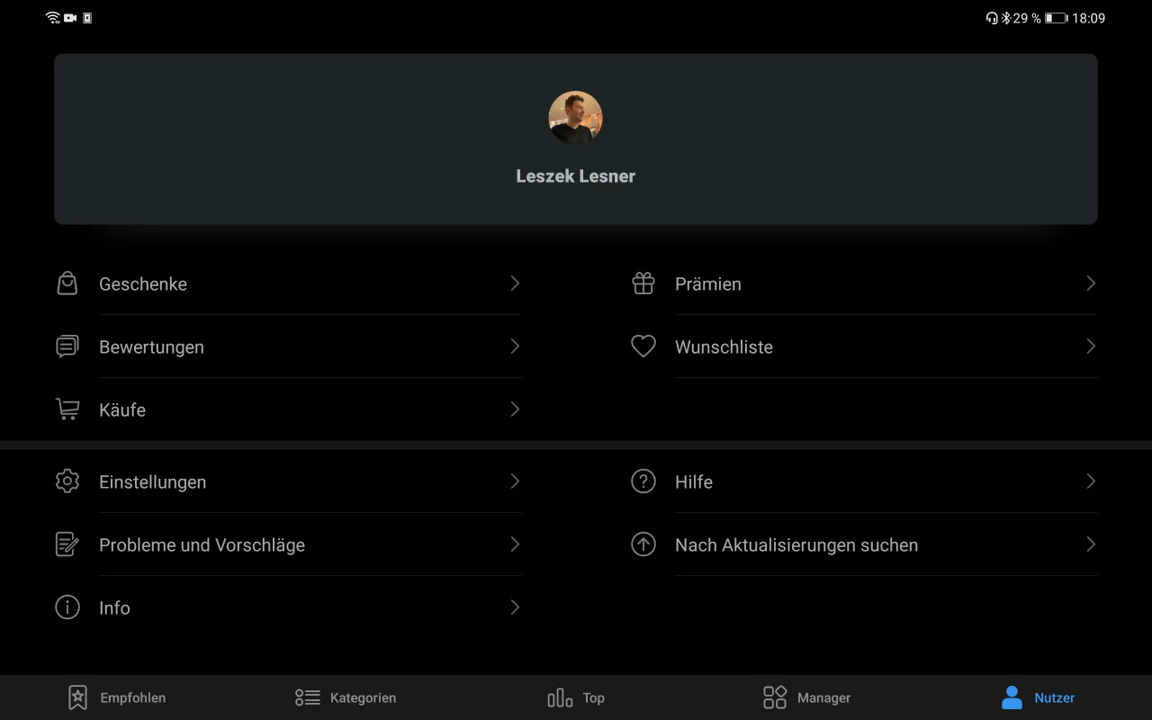 29 % 18:09
Leszek Lesner
Geschenke
Prämien
Bewertungen
Wunschliste
Käufe
Einstellungen
Hilfe
Probleme und Vorschläge
Nach Aktualisierungen suchen
Info
Empfohlen Kategorien Top Manager Nutzer